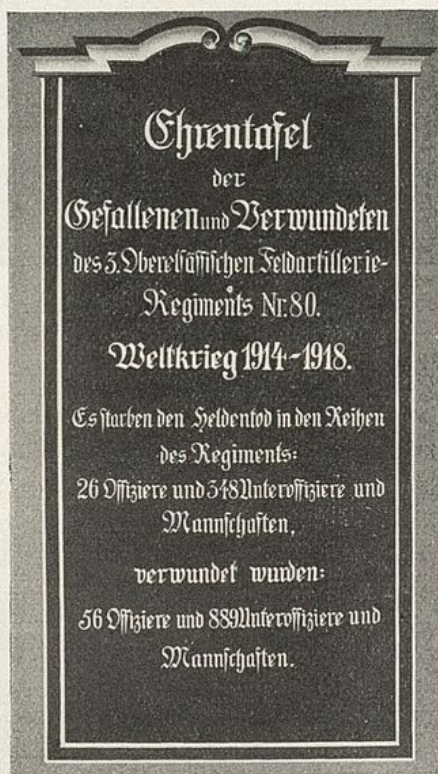 Ehrentafel
der
Gefallenen und Verwundeten
des 3. Oberelsässischen Feldartillerie-
Regiments Nr. 80.
Weltkrieg 1914-1918.
Es starben den Heldentod in den Reihen
des Regiments:
26 Offiziere und 348 Unteroffiziere und
Mannschaften,
verwundet wurden:
56 Offiziere und 889 Unteroffiziere und
Mannschaften.